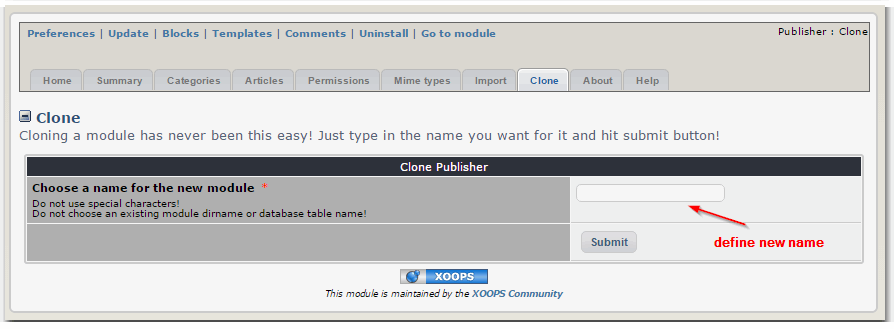 Preferences | Update | Blocks | Templates | Comments | Uninstall | Go to module
Publisher : Clone
Home Summary Categories Articles Permissions Mime types Import Clone About Help
Clone
Cloning a module has never been this easy! Just type in the name you want for it and hit submit button!
Clone Publisher
Choose a name for the new module *
Do not use special characters!
Do not choose an existing module dirname or database table name!
Submit
define new name
XOOPS
This module is maintained by the XOOPS Community